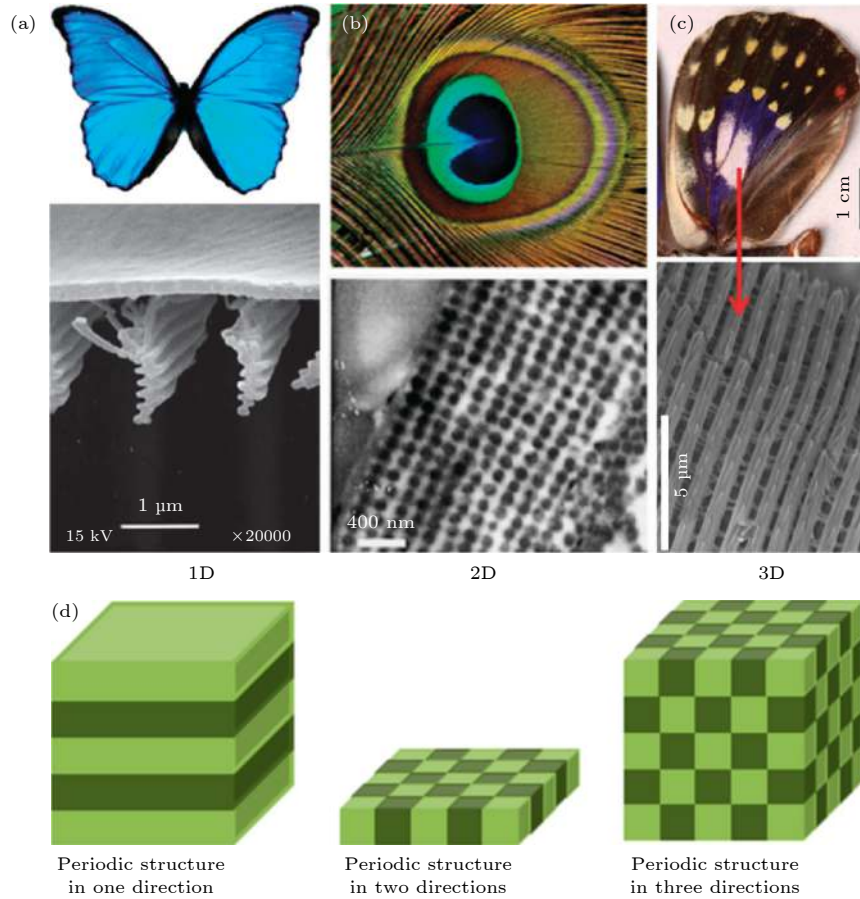 (a)
(b)
(c)
1 cm
1 µm
15 kV
×20000
400 nm
5 µm
1D
2D
3D
(d)
Periodic structure
in one direction
Periodic structure
in two directions
Periodic structure
in three directions